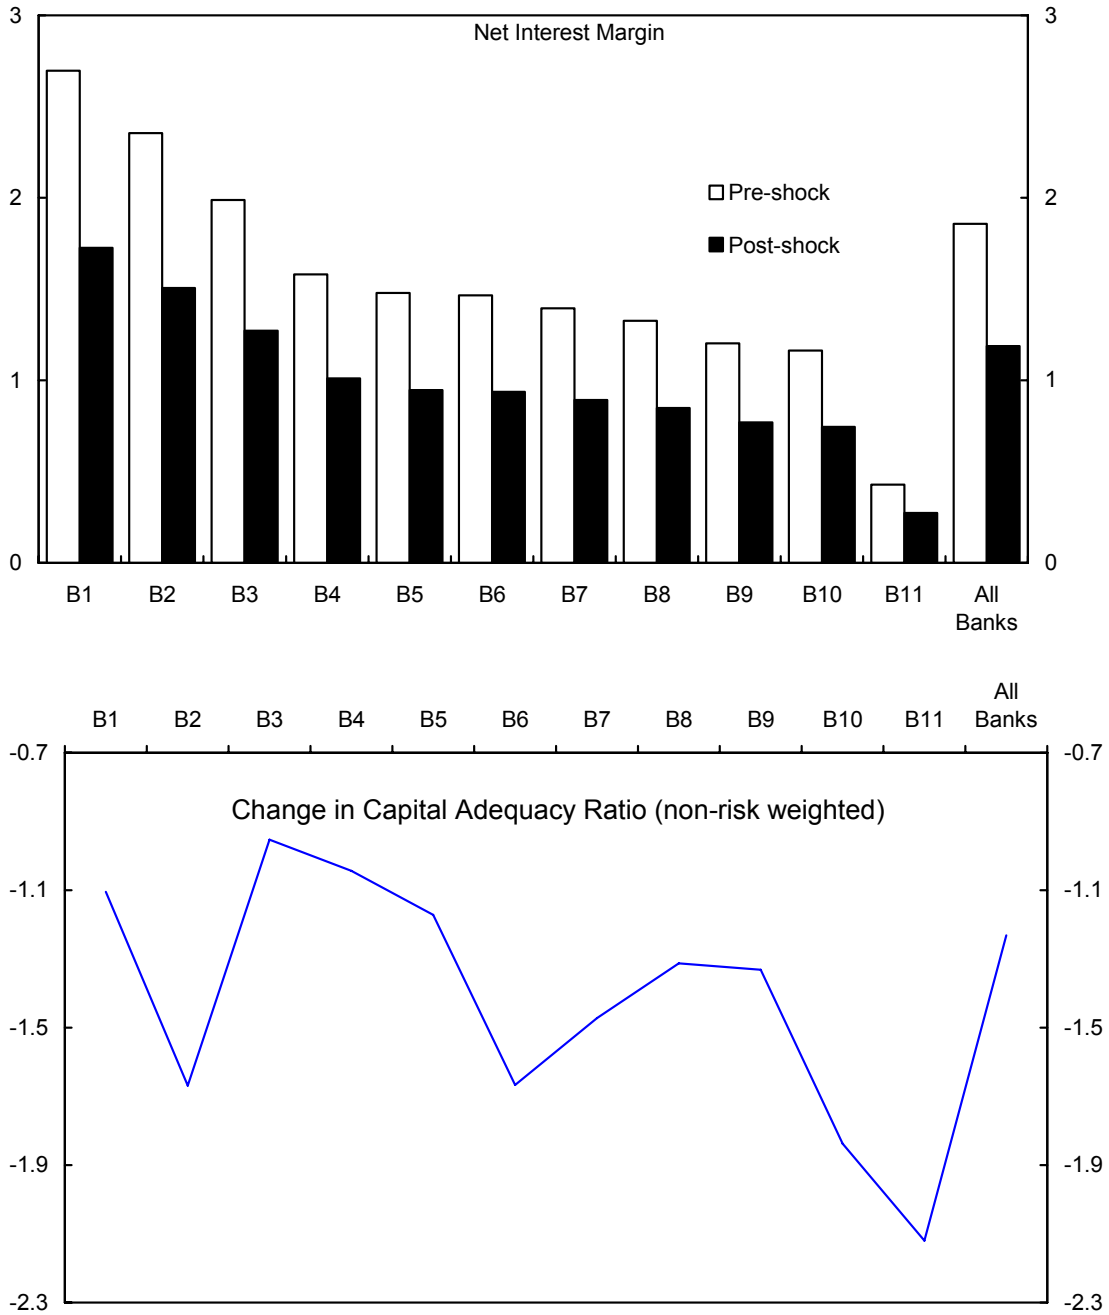 3 3
Net Interest Margin
Pre-shock
2 2
Post-shock
1 1
0 0
B1 B2 B3 B4 B5 B6 B7 B8 B9 B10 B11 All
Banks
All
B1 B2 B3 B4 B5 B6 B7 B8 B9 B10 B11 Banks
-0.7 -0.7
Change in Capital Adequacy Ratio (non-risk weighted)
-1.1 -1.1
-1.5 -1.5
-1.9 -1.9
-2.3 -2.3